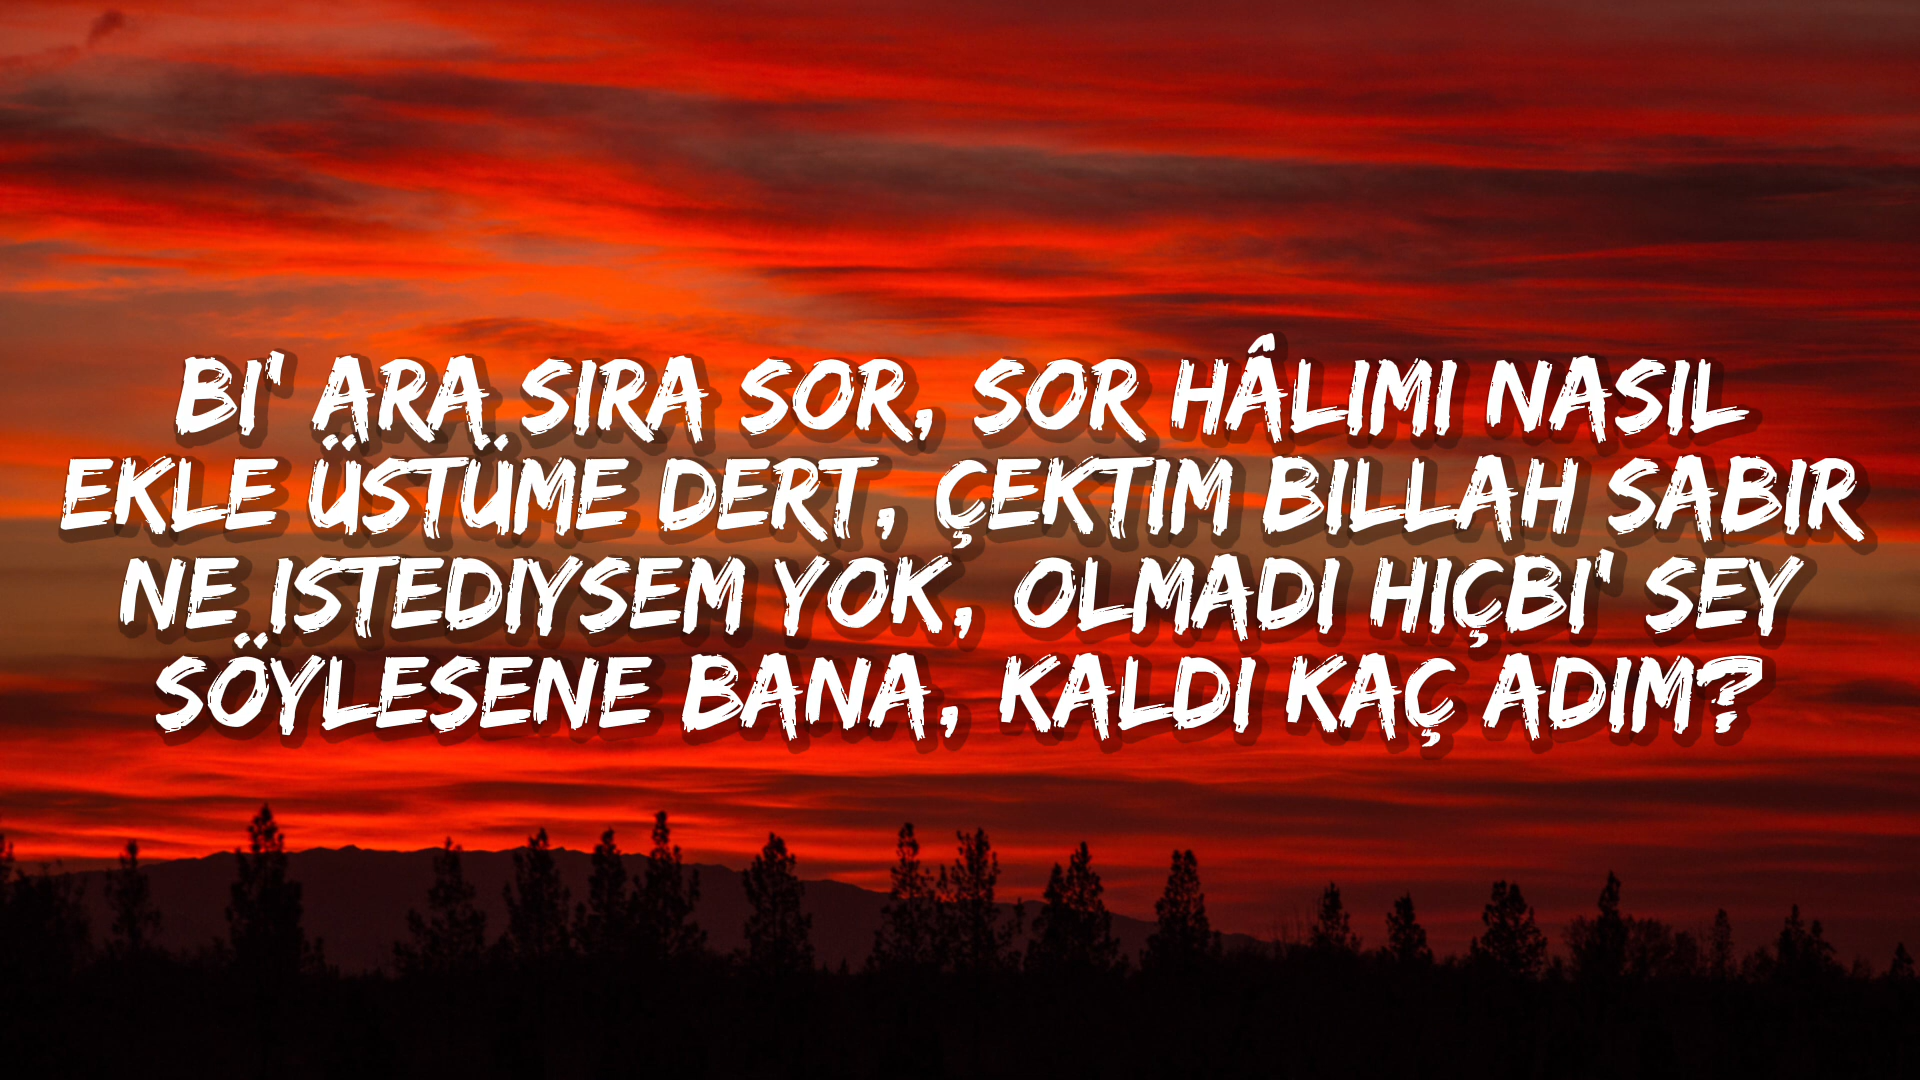 BI' ARA SIRA SOR, SOR HÂLIMI NASIL
EKLE ÜSTÜME DERT, ÇEKTIM BILLAH SABIR
NE ISTEDIYSEM YOK, OLMADI HIÇBI' SEY
SÖYLESENE BANA, KALDI KAÇ ADIM?